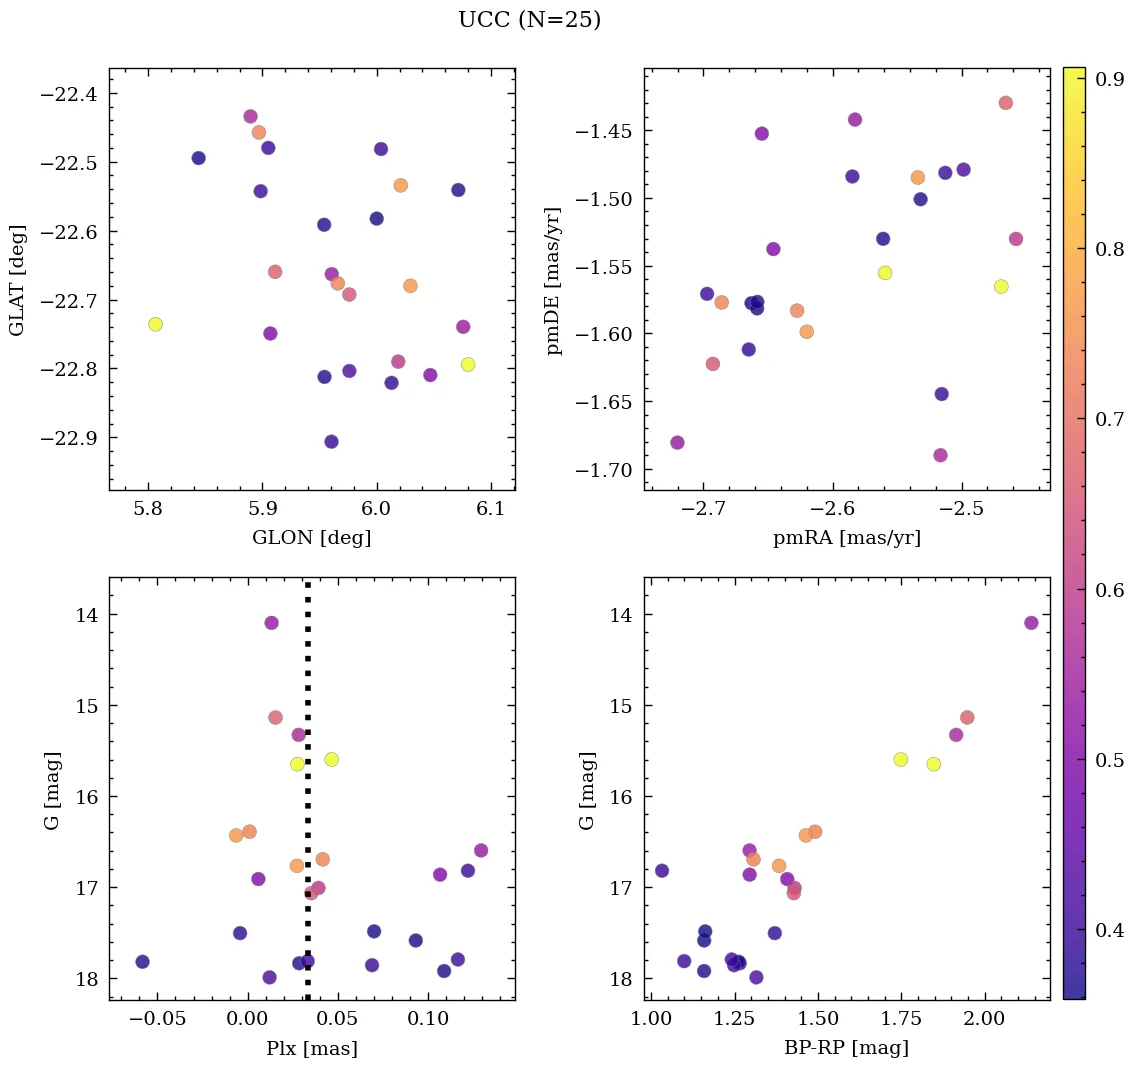 UCC (N=25)
−22.4
−22.5
−22.6
−22.7
−22.8
−22.9
GLAT [deg]
5.8 5.9 6.0 6.1
GLON [deg]
−1.45
−1.50
−1.55
−1.60
−1.65
−1.70
pmDE [mas/yr]
−2.7 −2.6 −2.5
pmRA [mas/yr]
14
15
16
17
18
G [mag]
−0.05 0.00 0.05 0.10
Plx [mas]
14
15
16
17
18
G [mag]
1.00 1.25 1.50 1.75 2.00
BP-RP [mag]
0.9
0.8
0.7
0.6
0.5
0.4